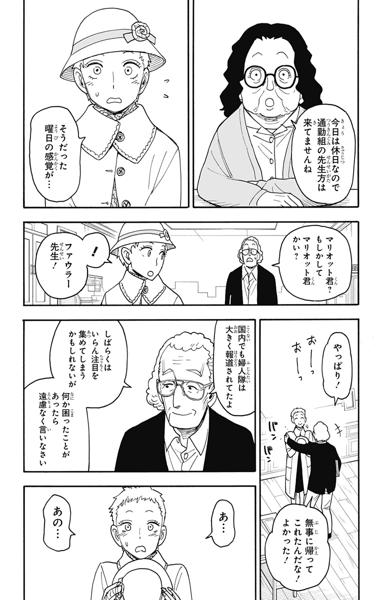 今日は休日なので
通勤組の先生方は
来てませんね
そうだった
曜日の感覚が…
マリオット君？
もしかして
マリオット君
かい？
！
ファウラー
先生！
やっぱり！
おーっ
おーっ
無事に帰って
これたんだな！
よかった！
国内でも婦人隊は
大きく報道されてたよ
しばらくは
いらん注目を
集めてしまう
かもしれないが
何か困ったことが
あったら
遠慮なく言いなさい
あの…
あの…